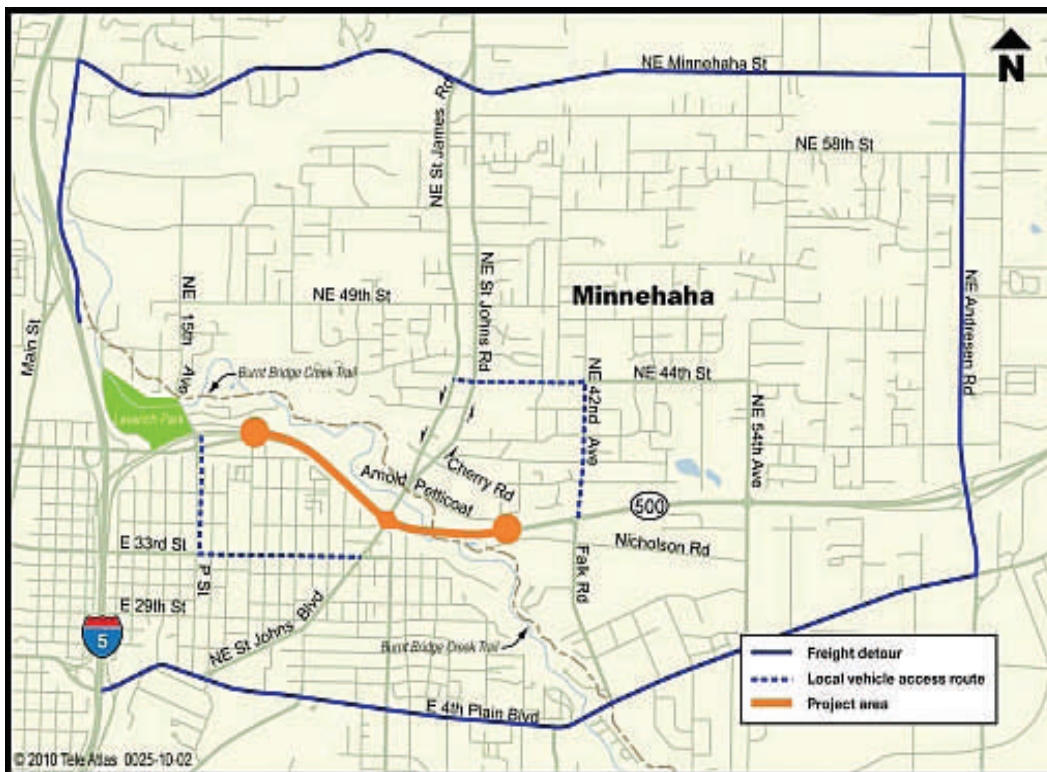 N
NE Minnehaha St
NE 58th St
NE St James Rd
NE St Johns Rd
Minnehaha
NE 49th St
NE 15th Ave
Main St
Burnt Bridge Creek Trail
NE Andresen Rd
NE 44th St
NE 42nd Ave
NE 54th Ave
Leverich Park
Cherry Rd
Arnold
Petticoat
500
Nicholson Rd
E 33rd St
P St
Falk Rd
E 29th St
5
NE St Johns Blvd
Burnt Bridge Creek Trail
E 4th Plain Blvd
Freight detour
Local vehicle access route
Project area
© 2010 Tele Atlas 0025-10-02